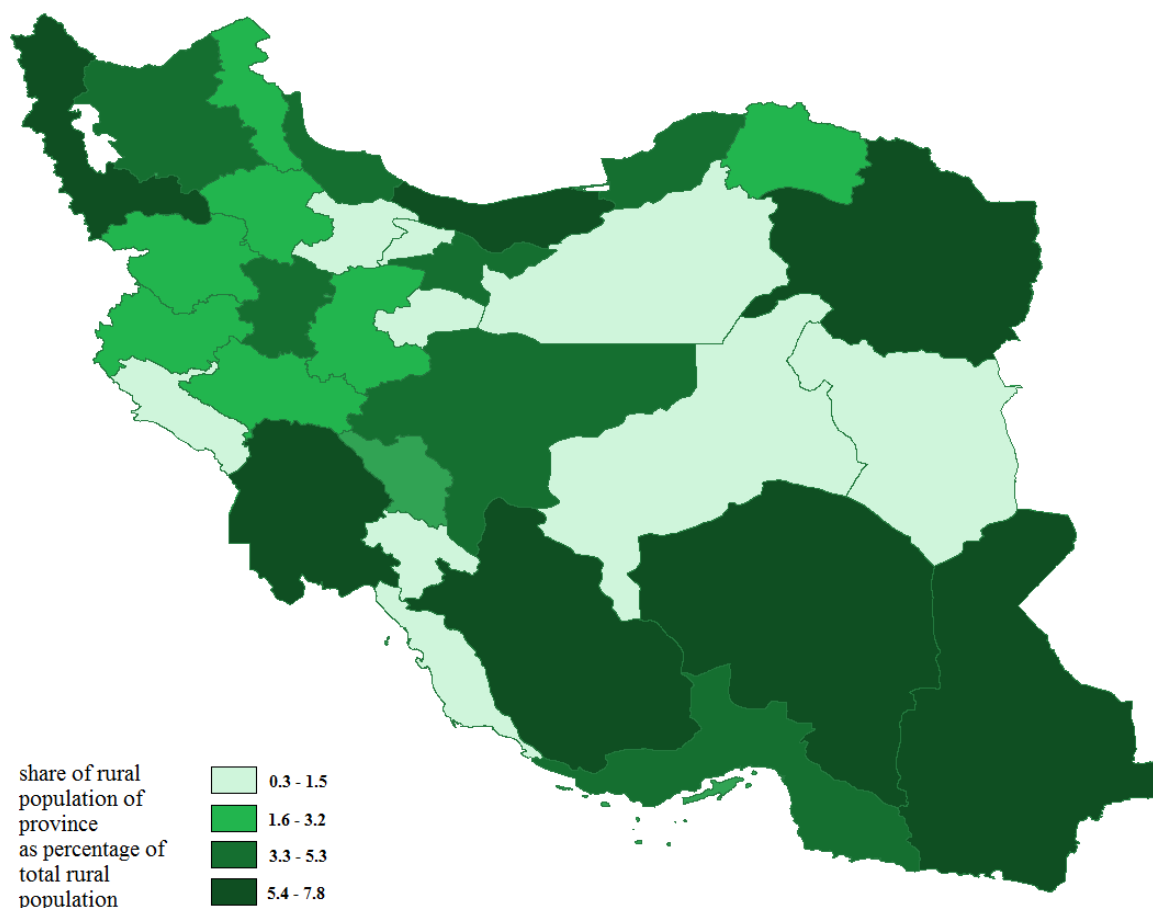 share of rural
population of
province
as percentage of
total rural
population
0.3 - 1.5
1.6 - 3.2
3.3 - 5.3
5.4 - 7.8